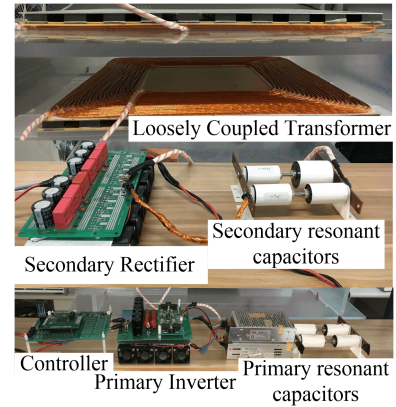 Loosely Coupled Transformer
Secondary Rectifier
Secondary resonant
capacitors
Controller
Primary Inverter
Primary resonant
capacitors